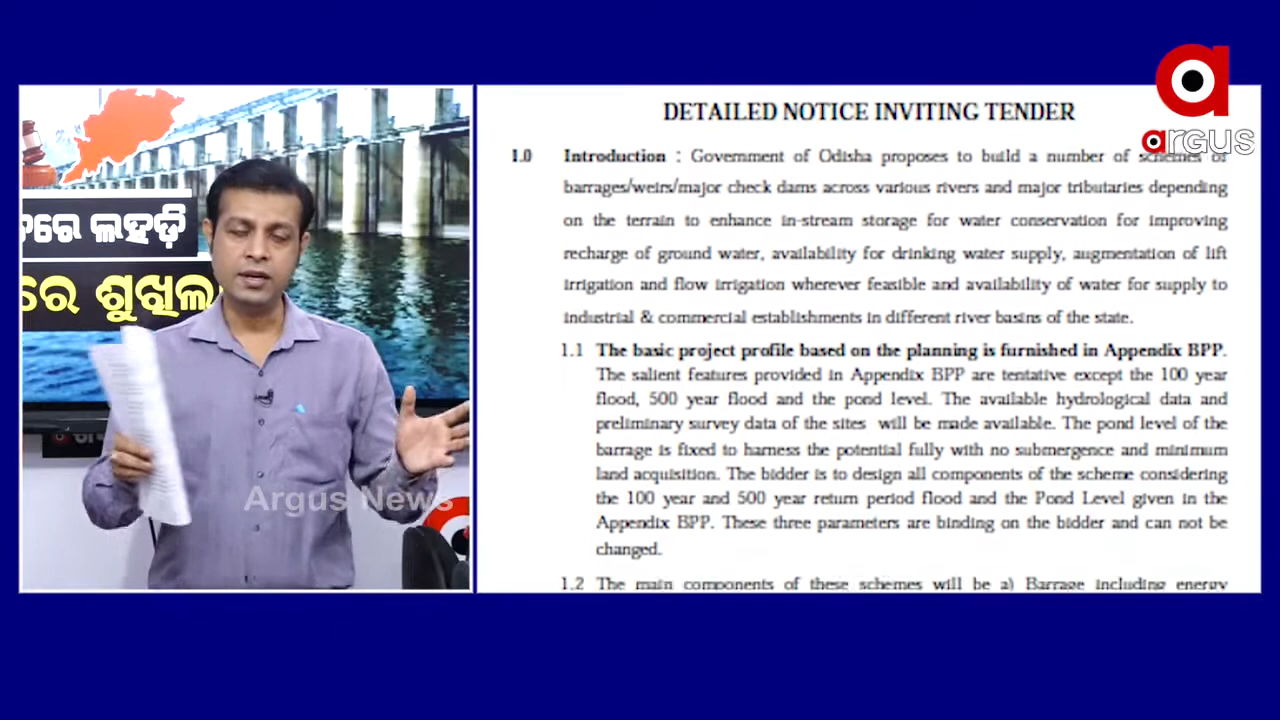 argus
ରେ ଲହଡ଼ି
ରେ ଶୁଖିଲା
Argus News
DETAILED NOTICE INVITING TENDER
1.0 Introduction : Government of Odisha proposes to build a number of schemes of
barrages/weirs/major check dams across various rivers and major tributaries depending
on the terrain to enhance in-stream storage for water conservation for improving
recharge of ground water, availability for drinking water supply, augmentation of lift
irrigation and flow irrigation wherever feasible and availability of water for supply to
industrial & commercial establishments in different river basins of the state.
1.1 The basic project profile based on the planning is furnished in Appendix BPP.
The salient features provided in Appendix BPP are tentative except the 100 year
flood, 500 year flood and the pond level. The available hydrological data and
preliminary survey data of the sites will be made available. The pond level of the
barrage is fixed to harness the potential fully with no submergence and minimum
land acquisition. The bidder is to design all components of the scheme considering
the 100 year and 500 year return period flood and the Pond Level given in the
Appendix BPP. These three parameters are binding on the bidder and can not be
changed.
1.2 The main components of these schemes will be a) Barrage including energy